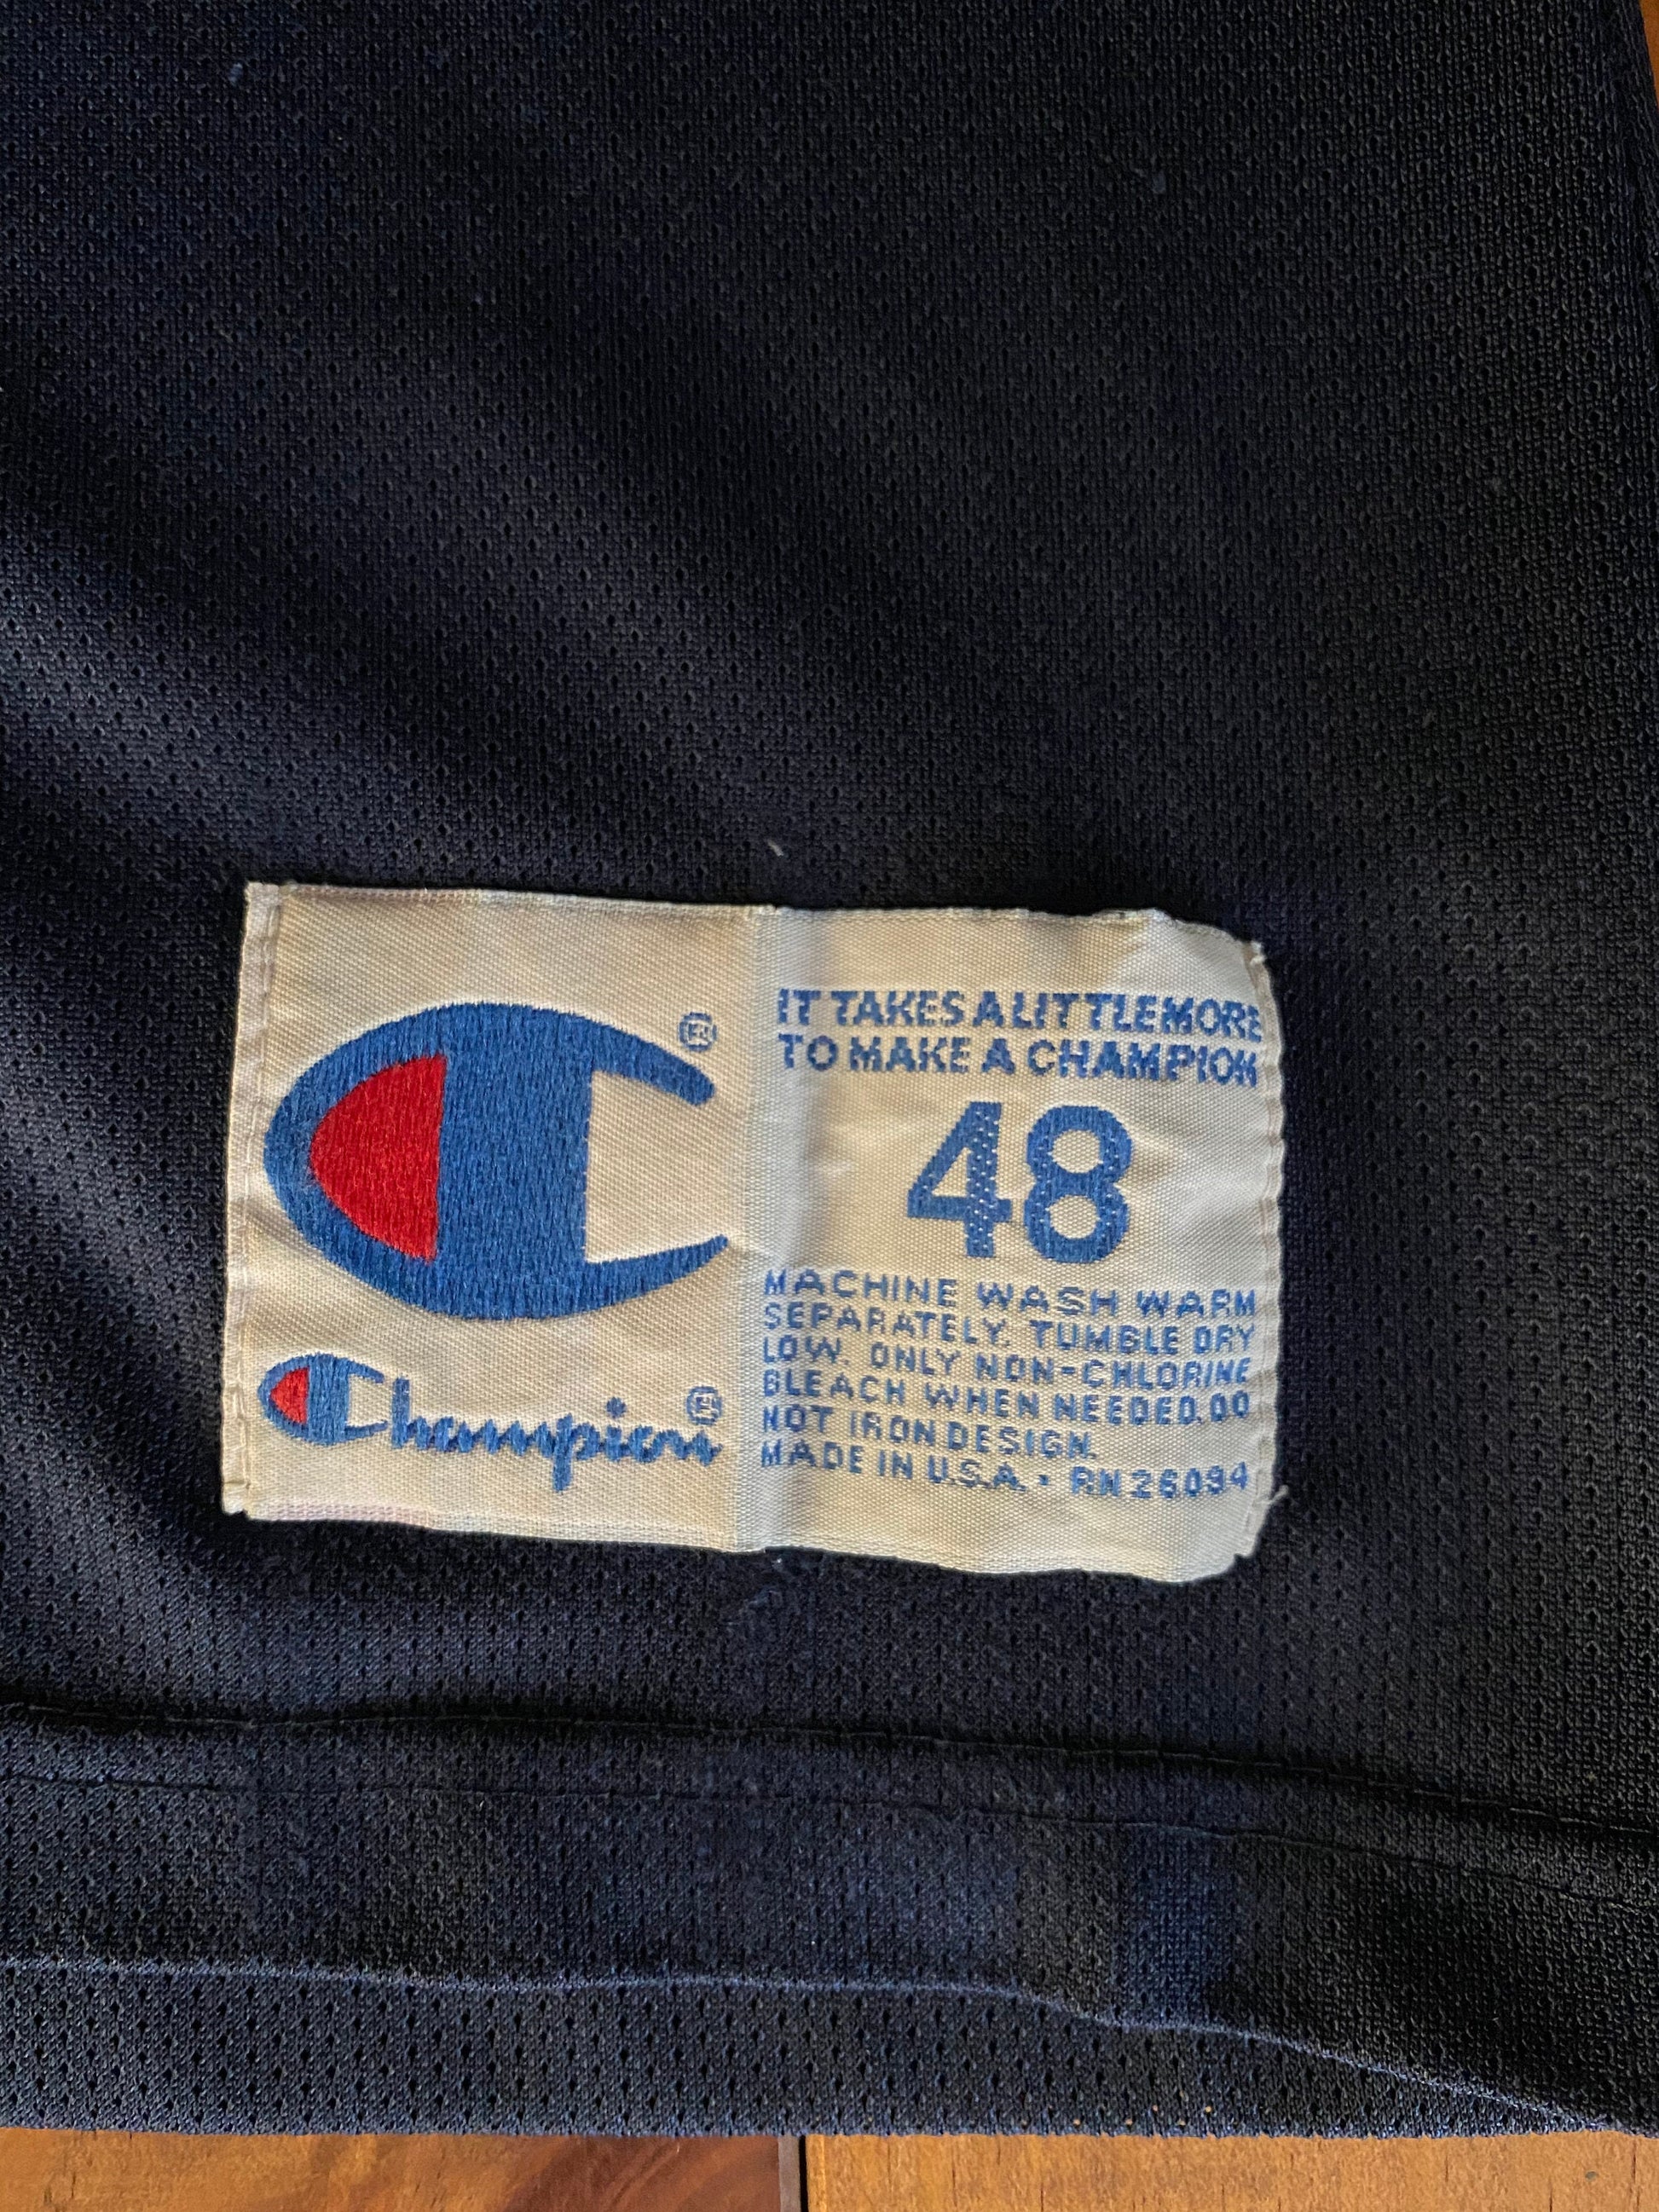 IT TAKES A LITTLE MORE
TO MAKE A CHAMPION
48
MACHINE WASH WARM
SEPARATELY. TUMBLE DRY
LOW. ONLY NON-CHLORINE
BLEACH WHEN NEEDED. DO
NOT IRON DESIGN.
MADE IN U.S.A. • RN 26094
®
Champion®